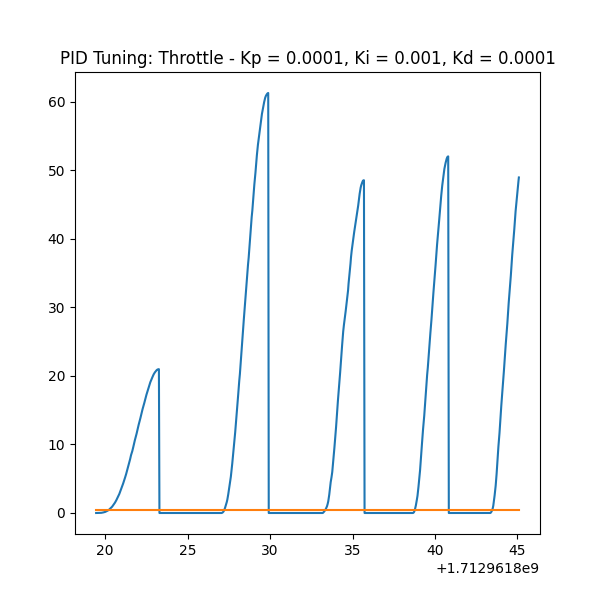 PID Tuning: Throttle - Kp = 0.0001, Ki = 0.001, Kd = 0.0001
60
50
40
30
20
10
0
20 25 30 35 40 45
+1.7129618e9